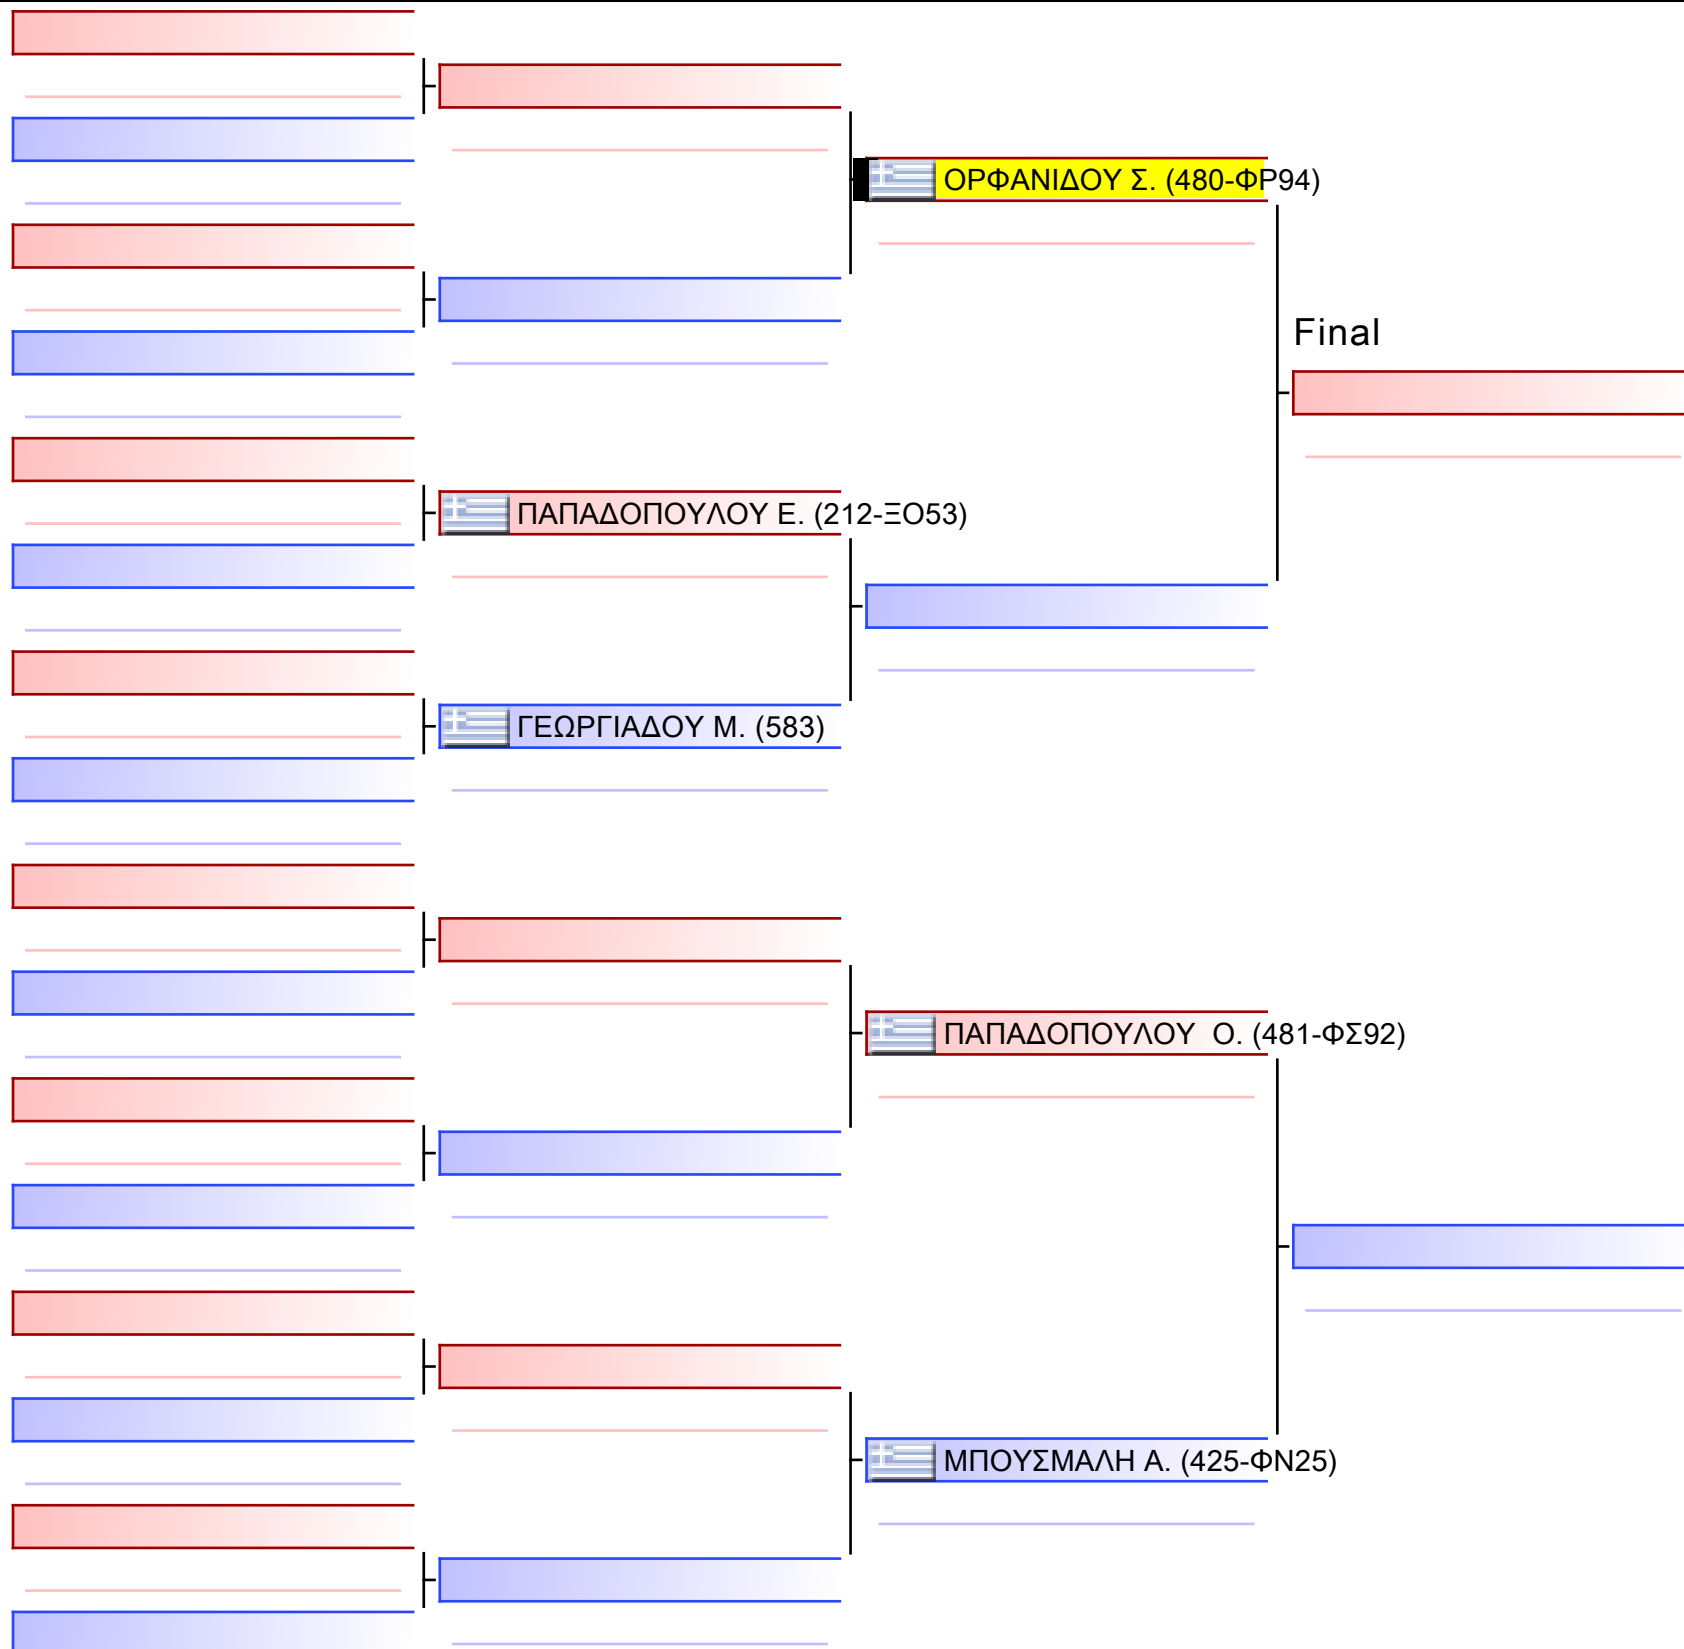 ΟΡΦΑΝΙΔΟΥ Σ. (480-ΦΡ94)
Final
ΠΑΠΑΔΟΠΟΥΛΟΥ Ε. (212-ΞΟ53)
ΓΕΩΡΓΙΑΔΟΥ Μ. (583)
ΠΑΠΑΔΟΠΟΥΛΟΥ  Ο. (481-ΦΣ92)
ΜΠΟΥΣΜΑΛΗ Α. (425-ΦΝ25)